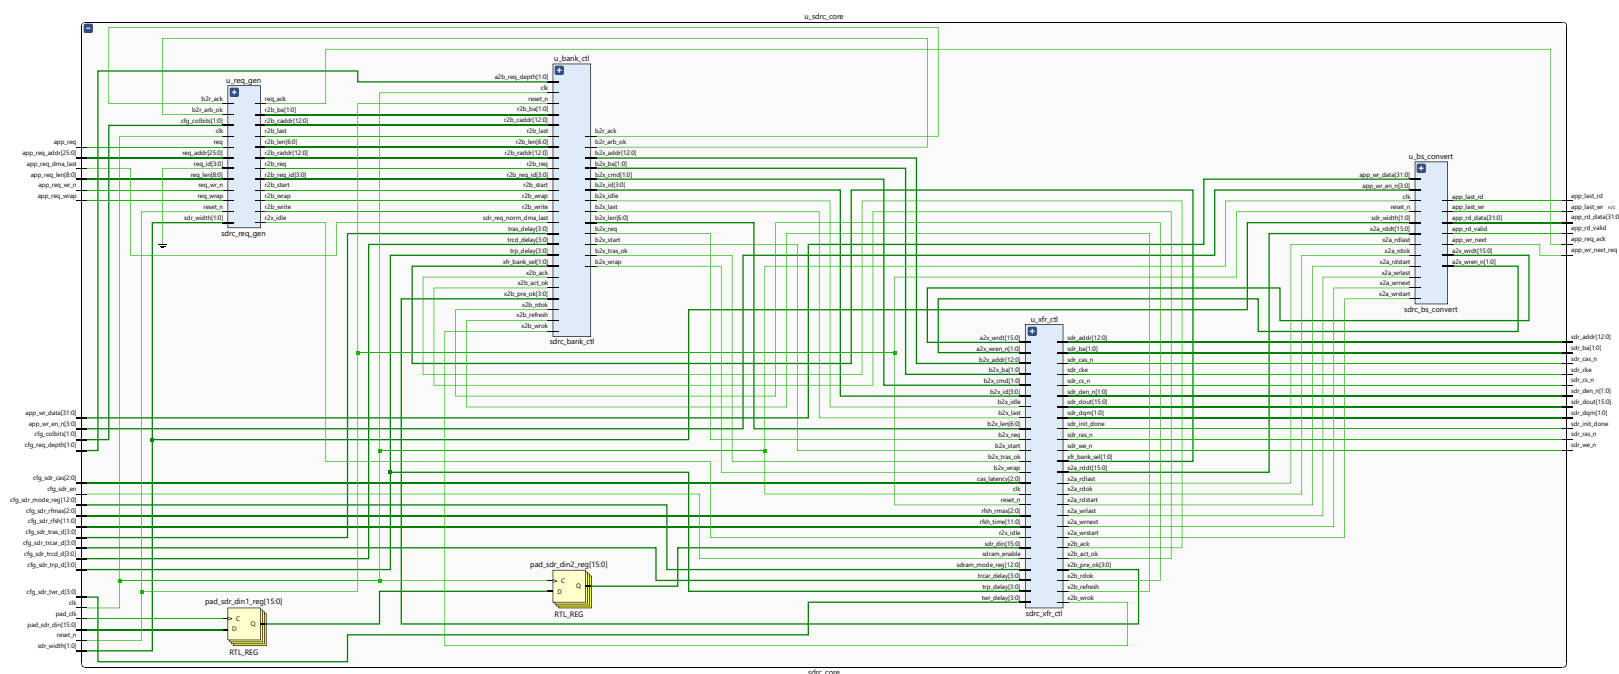 u_sdrc_core
u_req_gen
b2r_ack
b2r_arb_ok
cfg_colbits[1:0]
clk
req
req_addr[25:0]
req_id[3:0]
req_len[8:0]
req_wr_n
req_wrap
reset_n
sdr_width[1:0]
req_ack
r2b_ba[1:0]
r2b_caddr[12:0]
r2b_last
r2b_len[6:0]
r2b_raddr[12:0]
r2b_req
r2b_req_id[3:0]
r2b_start
r2b_wrap
r2b_write
r2x_idle
sdrc_req_gen
app_req
app_req_addr[25:0]
app_req_dma_last
app_req_len[8:0]
app_req_wr_n
app_req_wrap
u_bank_ctl
a2b_req_depth[1:0]
clk
reset_n
r2b_ba[1:0]
r2b_caddr[12:0]
r2b_last
r2b_len[6:0]
r2b_raddr[12:0]
r2b_req
r2b_req_id[3:0]
r2b_start
r2b_wrap
r2b_write
sdr_req_norm_dma_last
tras_delay[3:0]
trcd_delay[3:0]
trp_delay[3:0]
xfr_bank_sel[1:0]
x2b_ack
x2b_act_ok
x2b_pre_ok[3:0]
x2b_rdok
x2b_refresh
x2b_wrok
b2r_ack
b2r_arb_ok
b2x_addr[12:0]
b2x_ba[1:0]
b2x_cmd[1:0]
b2x_id[3:0]
b2x_idle
b2x_last
b2x_len[6:0]
b2x_req
b2x_start
b2x_tras_ok
b2x_wrap
sdrc_bank_ctl
u_bs_convert
app_wr_data[31:0]
app_wr_en_n[3:0]
clk
reset_n
sdr_width[1:0]
x2a_rddt[15:0]
x2a_rdlast
x2a_rdok
x2a_rdstart
x2a_wrlast
x2a_wrnext
x2a_wrstart
app_last_rd
app_last_wr
app_rd_data[31:0]
app_rd_valid
app_wr_next
a2x_wrdt[15:0]
a2x_wren_n[1:0]
sdrc_bs_convert
app_last_rd
app_last_wr n/c
app_rd_data[31:0
app_rd_valid
app_req_ack
app_wr_next_req
u_xfr_ctl
a2x_wrdt[15:0]
a2x_wren_n[1:0]
b2x_addr[12:0]
b2x_ba[1:0]
b2x_cmd[1:0]
b2x_id[3:0]
b2x_idle
b2x_last
b2x_len[6:0]
b2x_req
b2x_start
b2x_tras_ok
b2x_wrap
cas_latency[2:0]
clk
reset_n
rfsh_rmax[2:0]
rfsh_time[11:0]
r2x_idle
sdr_din[15:0]
sdram_enable
sdram_mode_reg[12:0]
trcar_delay[3:0]
trp_delay[3:0]
twr_delay[3:0]
sdr_addr[12:0]
sdr_ba[1:0]
sdr_cas_n
sdr_cke
sdr_cs_n
sdr_den_n[1:0]
sdr_dout[15:0]
sdr_dqm[1:0]
sdr_init_done
sdr_ras_n
sdr_we_n
xfr_bank_sel[1:0]
x2a_rddt[15:0]
x2a_rdlast
x2a_rdok
x2a_rdstart
x2a_wrlast
x2a_wrnext
x2a_wrstart
x2b_ack
x2b_act_ok
x2b_pre_ok[3:0]
x2b_rdok
x2b_refresh
x2b_wrok
sdrc_xfr_ctl
sdr_addr[12:0]
sdr_ba[1:0]
sdr_cas_n
sdr_cke
sdr_cs_n
sdr_den_n[1:0]
sdr_dout[15:0]
sdr_dqm[1:0]
sdr_init_done
sdr_ras_n
sdr_we_n
app_wr_data[31:0]
app_wr_en_n[3:0]
cfg_colbits[1:0]
cfg_req_depth[1:0]
cfg_sdr_cas[2:0]
cfg_sdr_en
cfg_sdr_mode_reg[12:0]
cfg_sdr_rfmax[2:0]
cfg_sdr_rfsh[11:0]
cfg_sdr_tras_d[3:0]
cfg_sdr_trcar_d[3:0]
cfg_sdr_trcd_d[3:0]
cfg_sdr_trp_d[3:0]
cfg_sdr_twr_d[3:0]
clk
pad_clk
pad_sdr_din[15:0]
reset_n
sdr_width[1:0]
pad_sdr_din1_reg[15:0]
C
D
Q
RTL_REG
pad_sdr_din2_reg[15:0]
C
D
Q
RTL_REG
sdrc_core